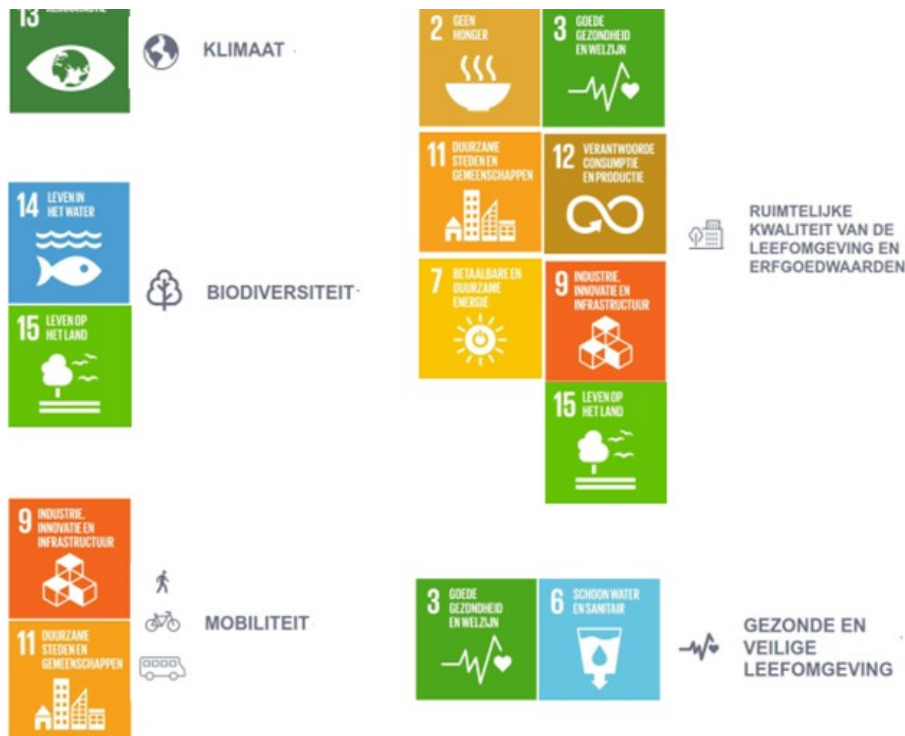 13
KLIMAAT
14 LEVEN IN
HET WATER
15 LEVEN OP
HET LAND
BIODIVERSITEIT
9 INDUSTRIE,
INNOVATIE EN
INFRASTRUCTUUR
11 DUURZAME
STEDEN EN
GEMEENSCHAPPEN
MOBILITEIT
2 GEEN
HONGER
3 GOEDE
GEZONDHEID
EN WELZIJN
11 DUURZAME
STEDEN EN
GEMEENSCHAPPEN
12 VERANTWOORDE
CONSUMPTIE
EN PRODUCTIE
7 BETAALBARE EN
DUURZAME
ENERGIE
9 INDUSTRIE,
INNOVATIE EN
INFRASTRUCTUUR
15 LEVEN OP
HET LAND
RUIMTELIJKE
KWALITEIT VAN DE
LEEFOMGEVING EN
ERFGOEDWAARDEN
3 GOEDE
GEZONDHEID
EN WELZIJN
6 SCHOON WATER
EN SANITAIR
GEZONDE EN
VEILIGE
LEEFOMGEVING